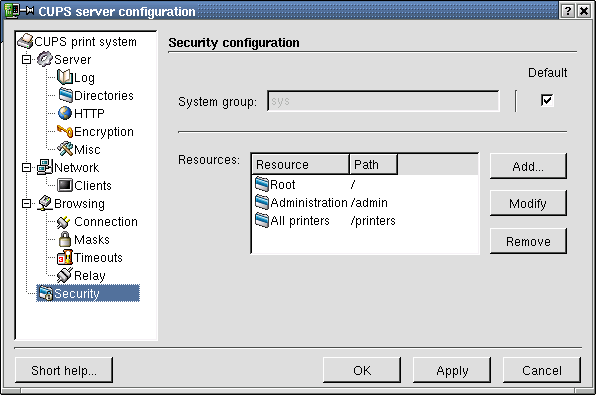 CUPS server configuration
CUPS print system
Server
Log
Directories
HTTP
Encryption
Misc
Network
Clients
Browsing
Connection
Masks
Timeouts
Relay
Security
Security configuration
Default
System group: sys
Resources:
Resource Path
Root /
Administration /admin
All printers /printers
Add...
Modify
Remove
Short help...
OK
Apply
Cancel